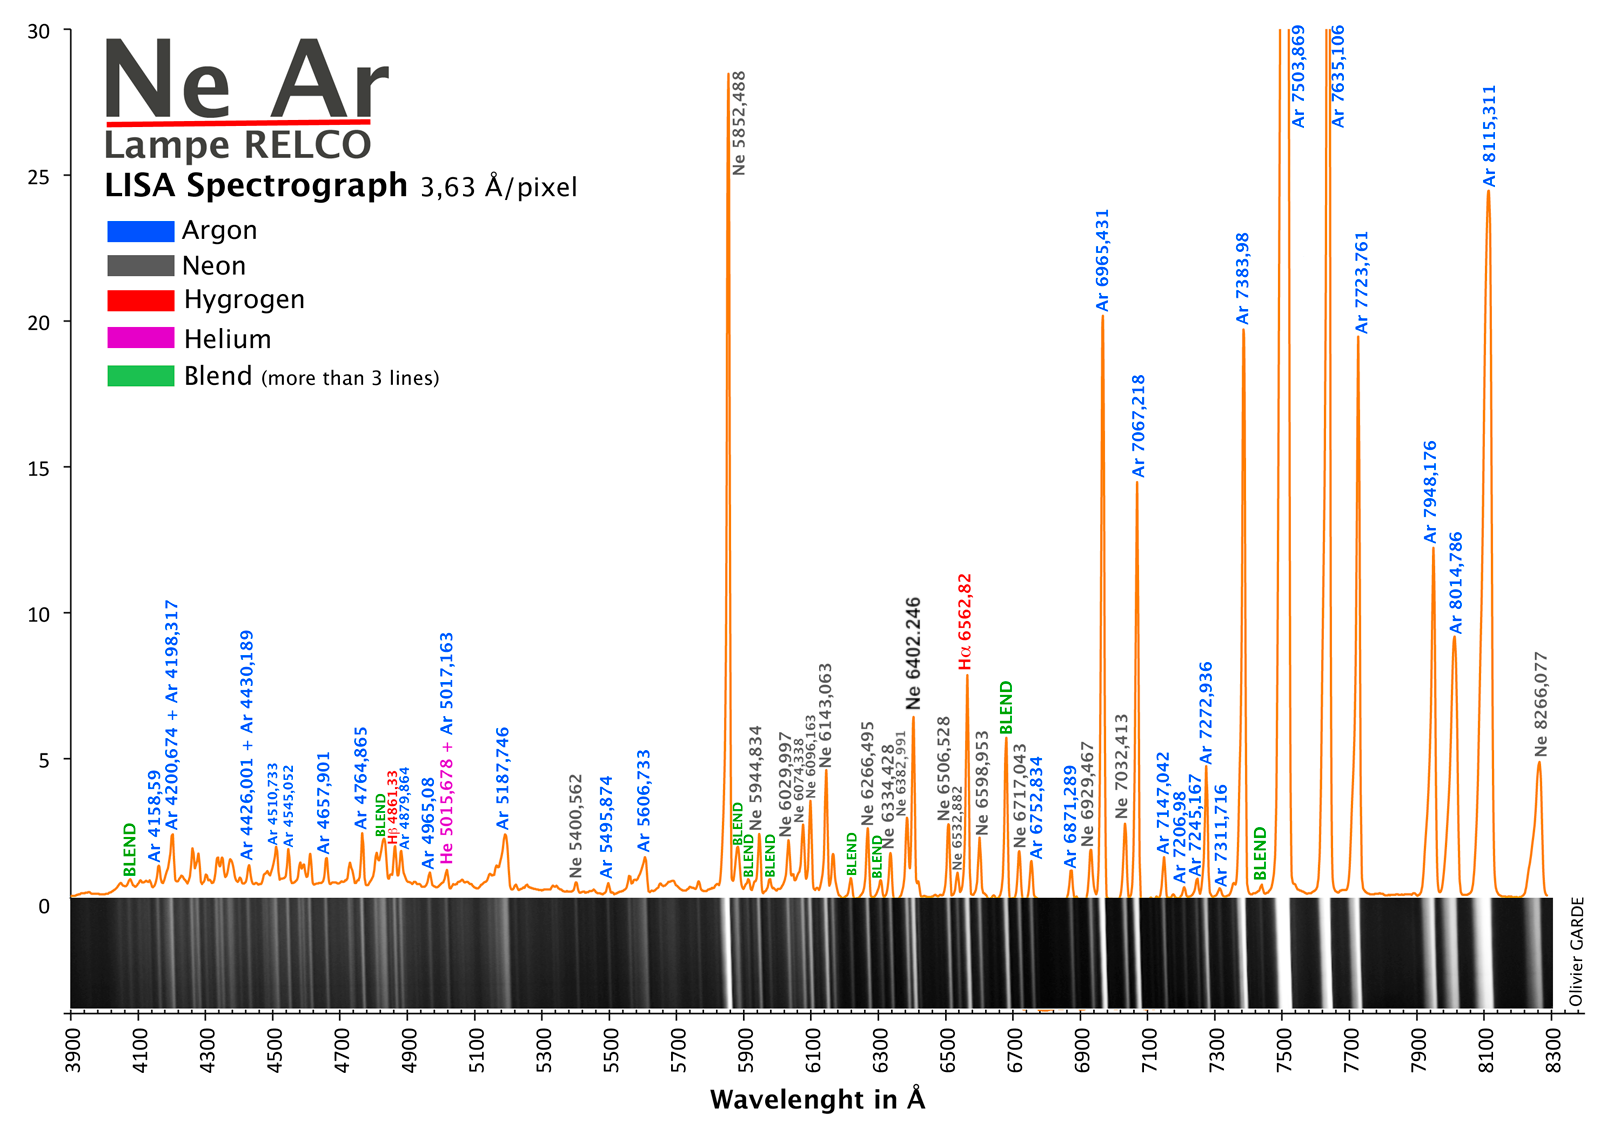 Ne Ar
Lampe RELCO
LISA Spectrograph 3,63 Å/pixel
Argon
Neon
Hygrogen
Helium
Blend (more than 3 lines)
30
25
20
15
10
5
0
BLEND
Ar 4158,59
Ar 4200,674 + Ar 4198,317
Ar 4426,001 + Ar 4430,189
Ar 4510,733
Ar 4545,052
Ar 4657,901
Ar 4764,865
BLEND
Hβ 4861,33
Ar 4879,864
Ar 4965,08
He 5015,678 + Ar 5017,163
Ar 5187,746
Ne 5400,562
Ar 5495,874
Ar 5606,733
Ne 5852,488
BLEND
BLEND
Ne 5944,834
BLEND
Ne 6029,997
Ne 6074,338
Ne 6096,163
Ne 6143,063
BLEND
Ne 6266,495
BLEND
Ne 6334,428
Ne 6382,991
Ne 6402.246
Ne 6506,528
Ne 6532,882
Hα 6562,82
Ne 6598,953
BLEND
Ne 6717,043
Ar 6752,834
Ar 6871,289
Ne 6929,467
Ar 6965,431
Ne 7032,413
Ar 7067,218
Ar 7147,042
Ar 7206,98
Ar 7245,167
Ar 7272,936
Ar 7311,716
Ar 7383,98
BLEND
Ar 7503,869
Ar 7635,106
Ar 7723,761
Ar 7948,176
Ar 8014,786
Ar 8115,311
Ne 8266,077
Olivier GARDE
3900
4100
4300
4500
4700
4900
5100
5300
5500
5700
5900
6100
6300
6500
6700
6900
7100
7300
7500
7700
7900
8100
8300
Wavelenght in Å